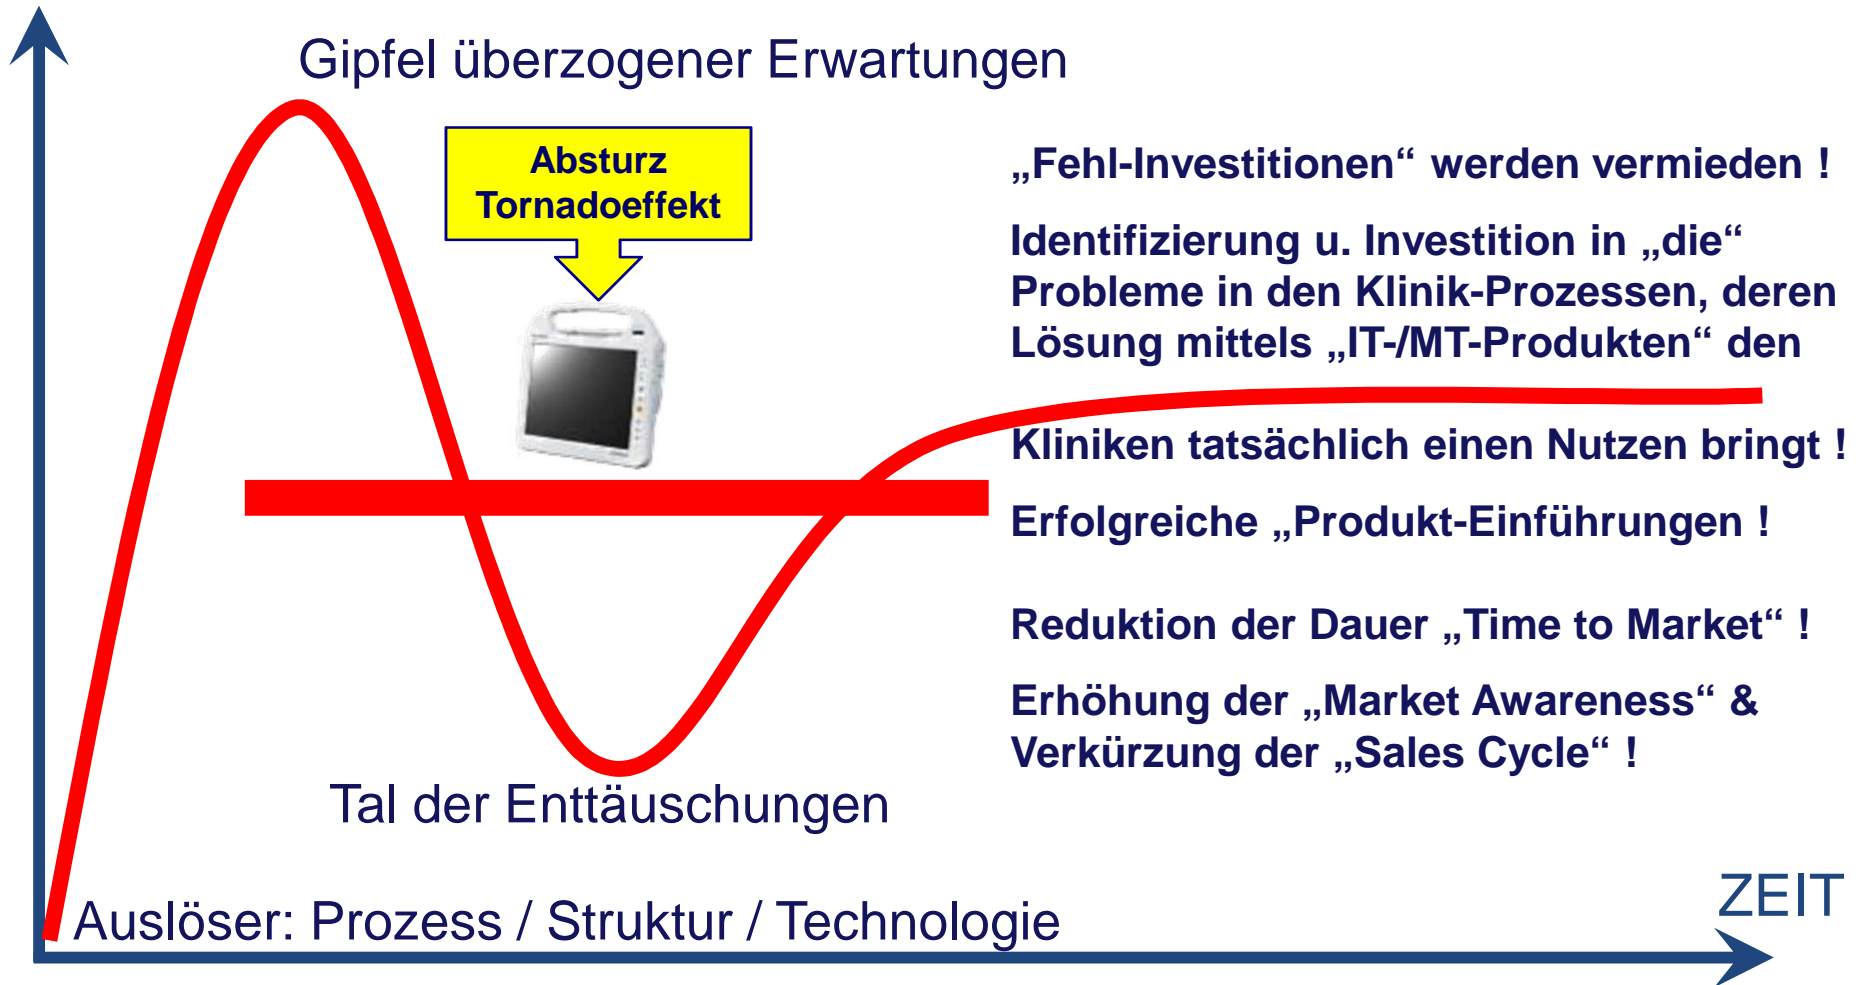 Gipfel überzogener Erwartungen
Absturz
Tornadoeffekt
„Fehl-Investitionen“ werden vermieden !
Identifizierung u. Investition in „die“
Probleme in den Klinik-Prozessen, deren
Lösung mittels „IT-/MT-Produkten“ den
Kliniken tatsächlich einen Nutzen bringt !
Erfolgreiche „Produkt-Einführungen !
Reduktion der Dauer „Time to Market“ !
Erhöhung der „Market Awareness“ &
Verkürzung der „Sales Cycle“ !
Tal der Enttäuschungen
ZEIT
Auslöser: Prozess / Struktur / Technologie